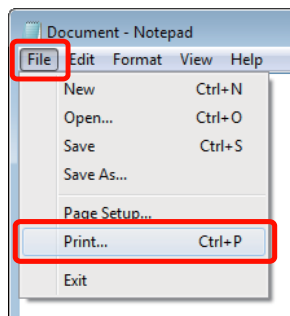 Document - Notepad
File Edit Format View Help
New Ctrl+N
Open... Ctrl+O
Save Ctrl+S
Save As...
Page Setup...
Print... Ctrl+P
Exit